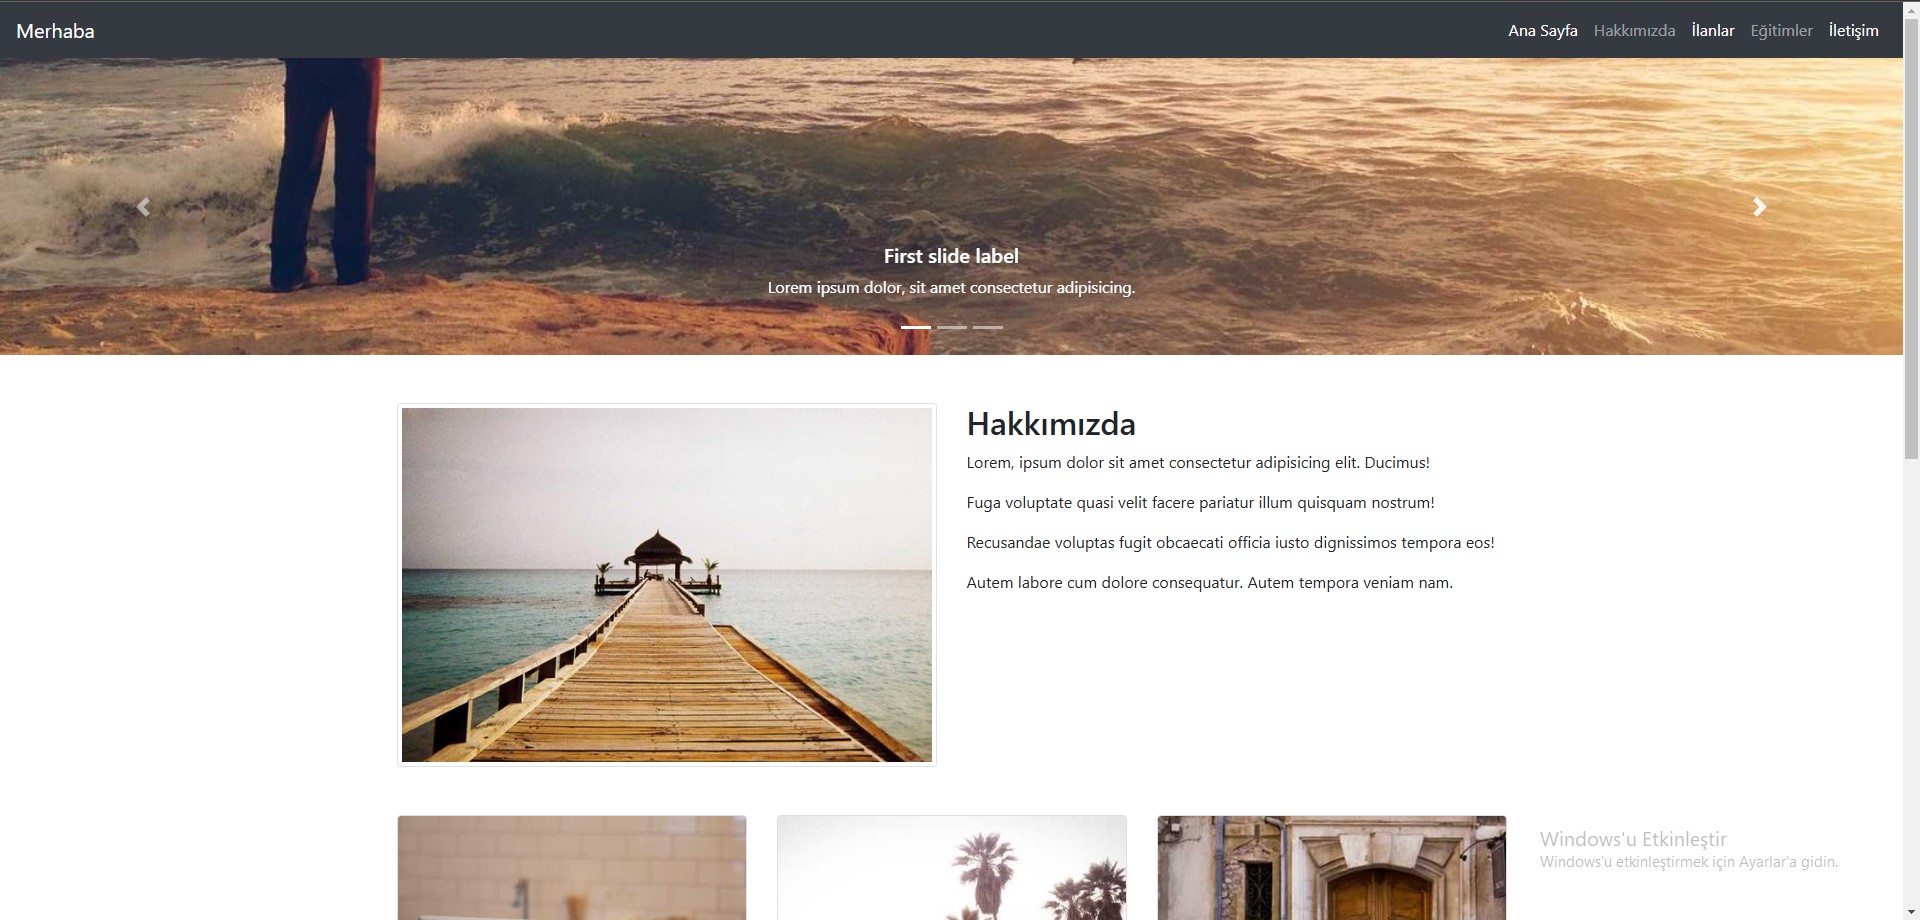 Merhaba
Ana Sayfa Hakkımızda İlanlar Eğitimler İletişim
First slide label
Lorem ipsum dolor, sit amet consectetur adipisicing.
Hakkımızda
Lorem, ipsum dolor sit amet consectetur adipisicing elit. Ducimus!
Fuga voluptate quasi velit facere pariatur illum quisquam nostrum!
Recusandae voluptas fugit obcaecati officia iusto dignissimos tempora eos!
Autem labore cum dolore consequatur. Autem tempora veniam nam.
Windows'u Etkinleştir
Windows'u etkinleştirmek için Ayarlar'a gidin.